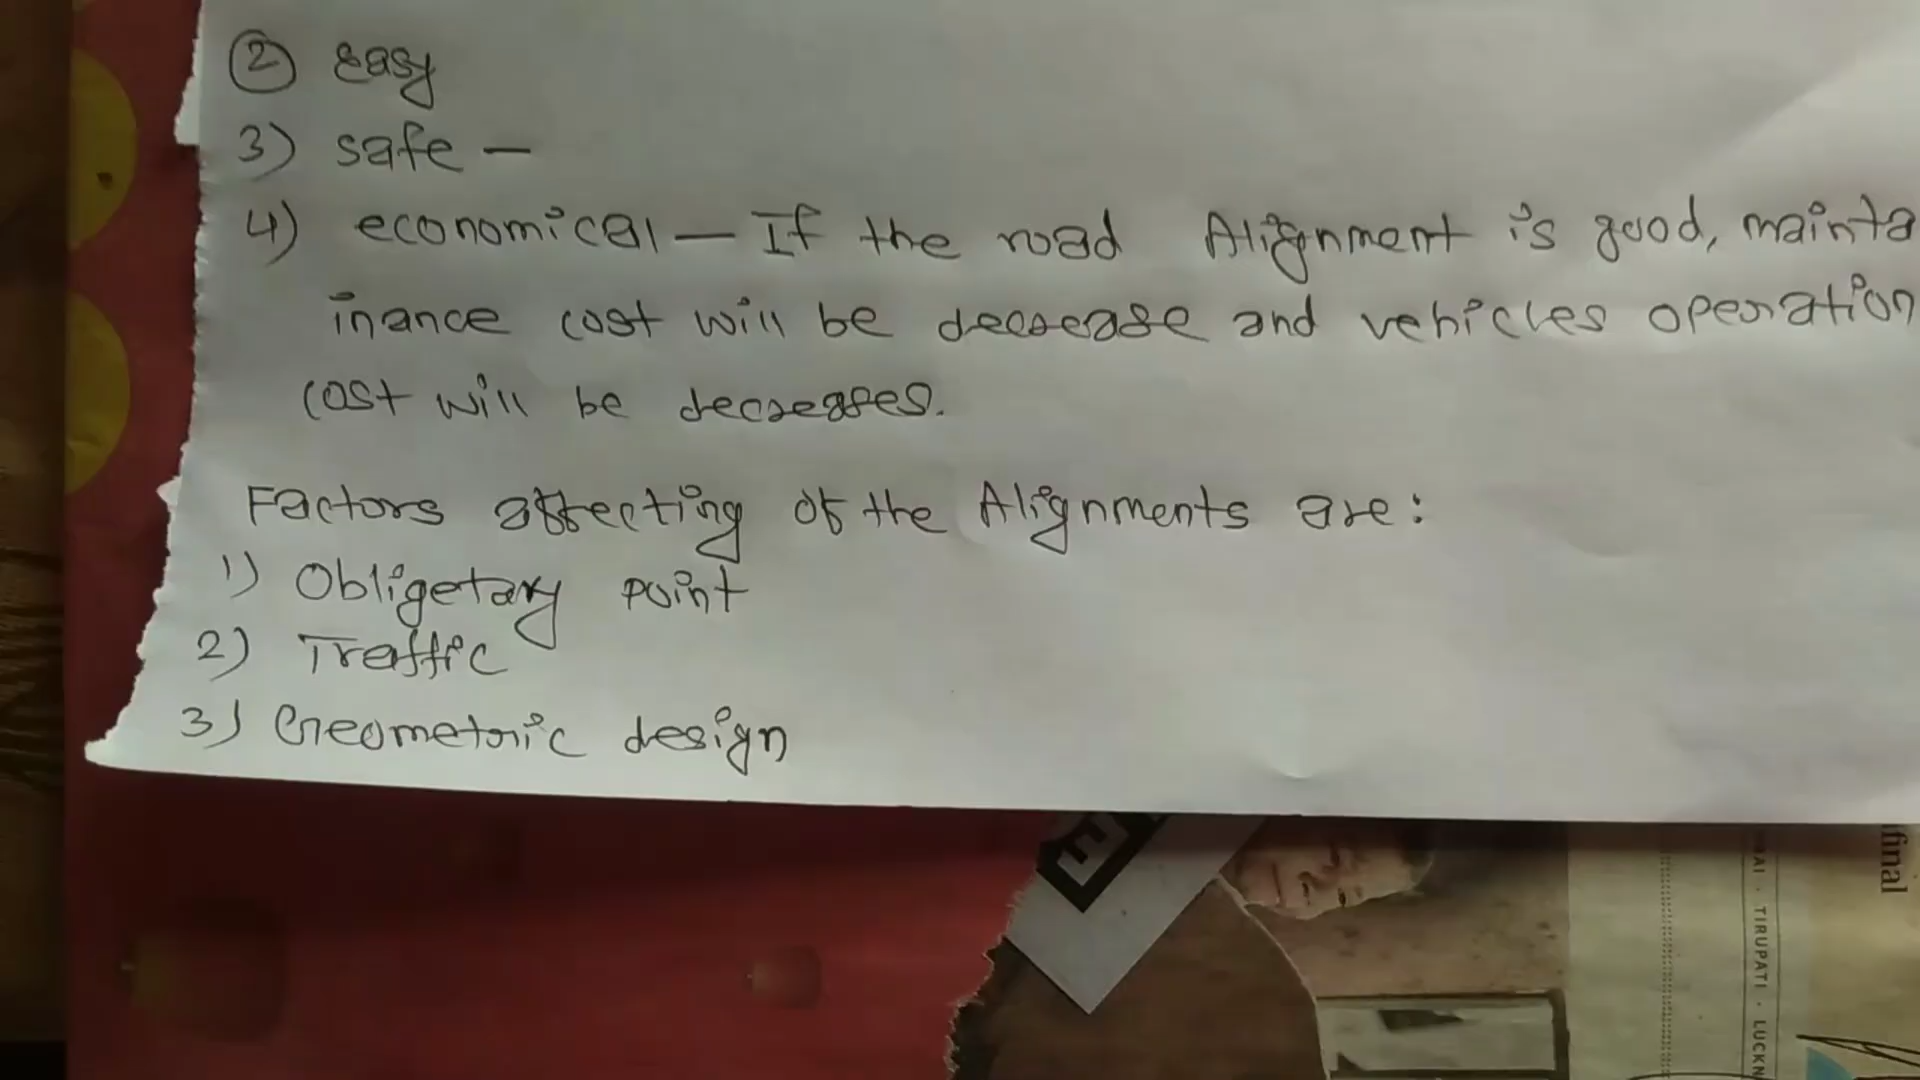 ② Easy
3) safe —
4) economical — If the road Alignment is good, mainta
inance cost will be decrease and vehicles operation
cost will be decreases.
Factors affecting of the Alignments are:
1) Obligetary point
2) Traffic
3) Geometric design
final
TIRUPATI · LUCKN